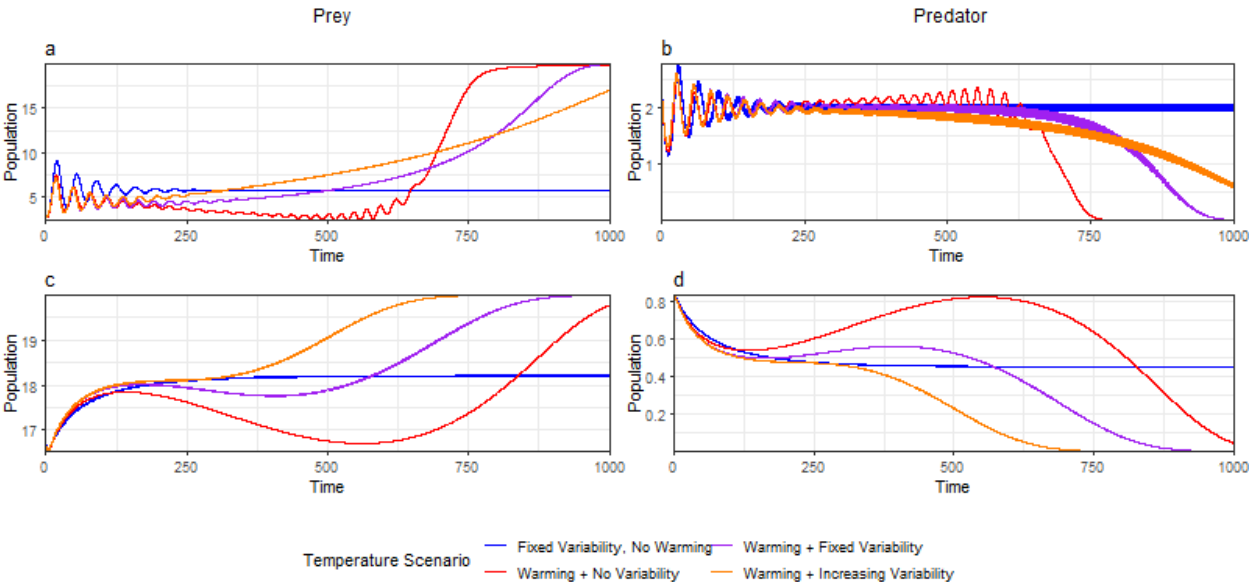 Prey Predator
a b
Population
15
10
5
0 250 500 750 1000
Time
Population
2
1
0 250 500 750 1000
Time
c d
Population
19
18
17
0 250 500 750 1000
Time
Population
0.8
0.6
0.4
0.2
0 250 500 750 1000
Time
Temperature Scenario
Fixed Variability, No Warming
Warming + No Variability
Warming + Fixed Variability
Warming + Increasing Variability